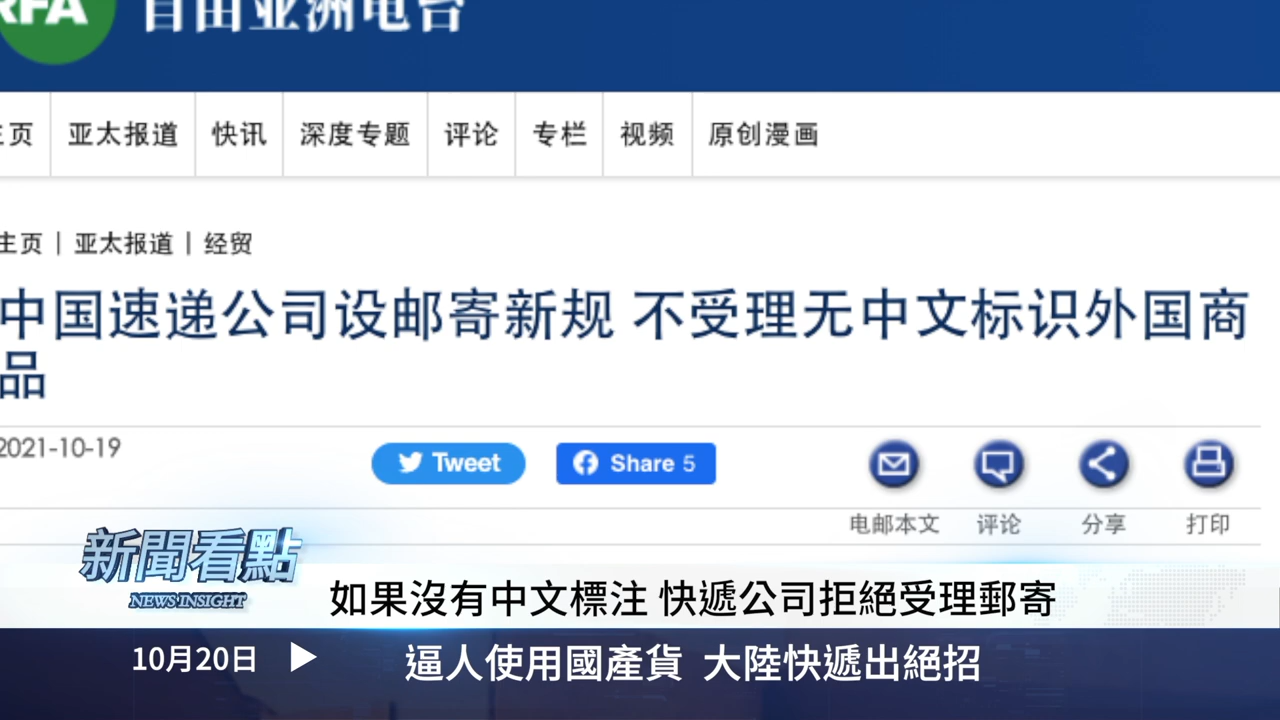 RFA 自由亚洲电台
主页 亚太报道 快讯 深度专题 评论 专栏 视频 原创漫画
主页 | 亚太报道 | 经贸
中国速递公司设邮寄新规 不受理无中文标识外国商
品
2021-10-19
Tweet
Share 5
电邮本文 评论 分享 打印
新聞看點
NEWS INSIGHT
如果沒有中文標注 快遞公司拒絕受理郵寄
10月20日
逼人使用國產貨 大陸快遞出絕招